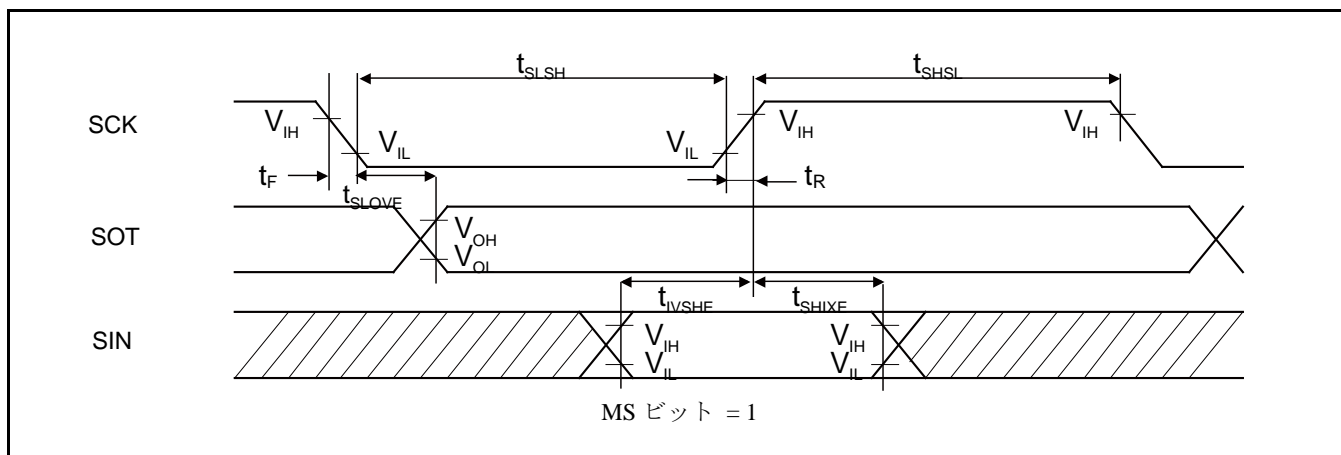 tSLSH tSHSL
SCK VIH VIL VIL VIH VIH
tF tSLOVE tR
SOT VOH
VOL
tIVSHE tSHIXE
SIN VIH VIH
VIL VIL
MS ビット = 1